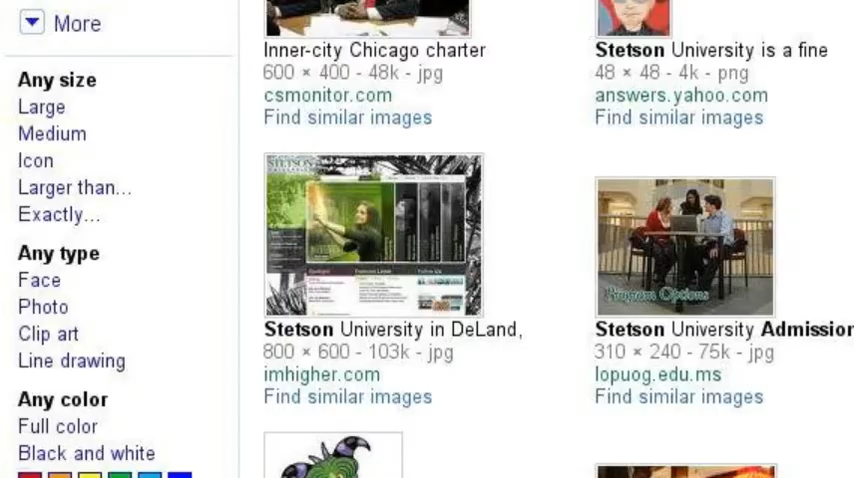 More
Any size
Large
Medium
Icon
Larger than...
Exactly...
Any type
Face
Photo
Clip art
Line drawing
Any color
Full color
Black and white
Inner-city Chicago charter
600 × 400 - 48k - jpg
csmonitor.com
Find similar images
Stetson University is a fine
48 × 48 - 4k - png
answers.yahoo.com
Find similar images
STETSON
Stetson University in DeLand,
800 × 600 - 103k - jpg
imhigher.com
Find similar images
Program Options
Stetson University Admission
310 × 240 - 75k - jpg
lopuog.edu.ms
Find similar images